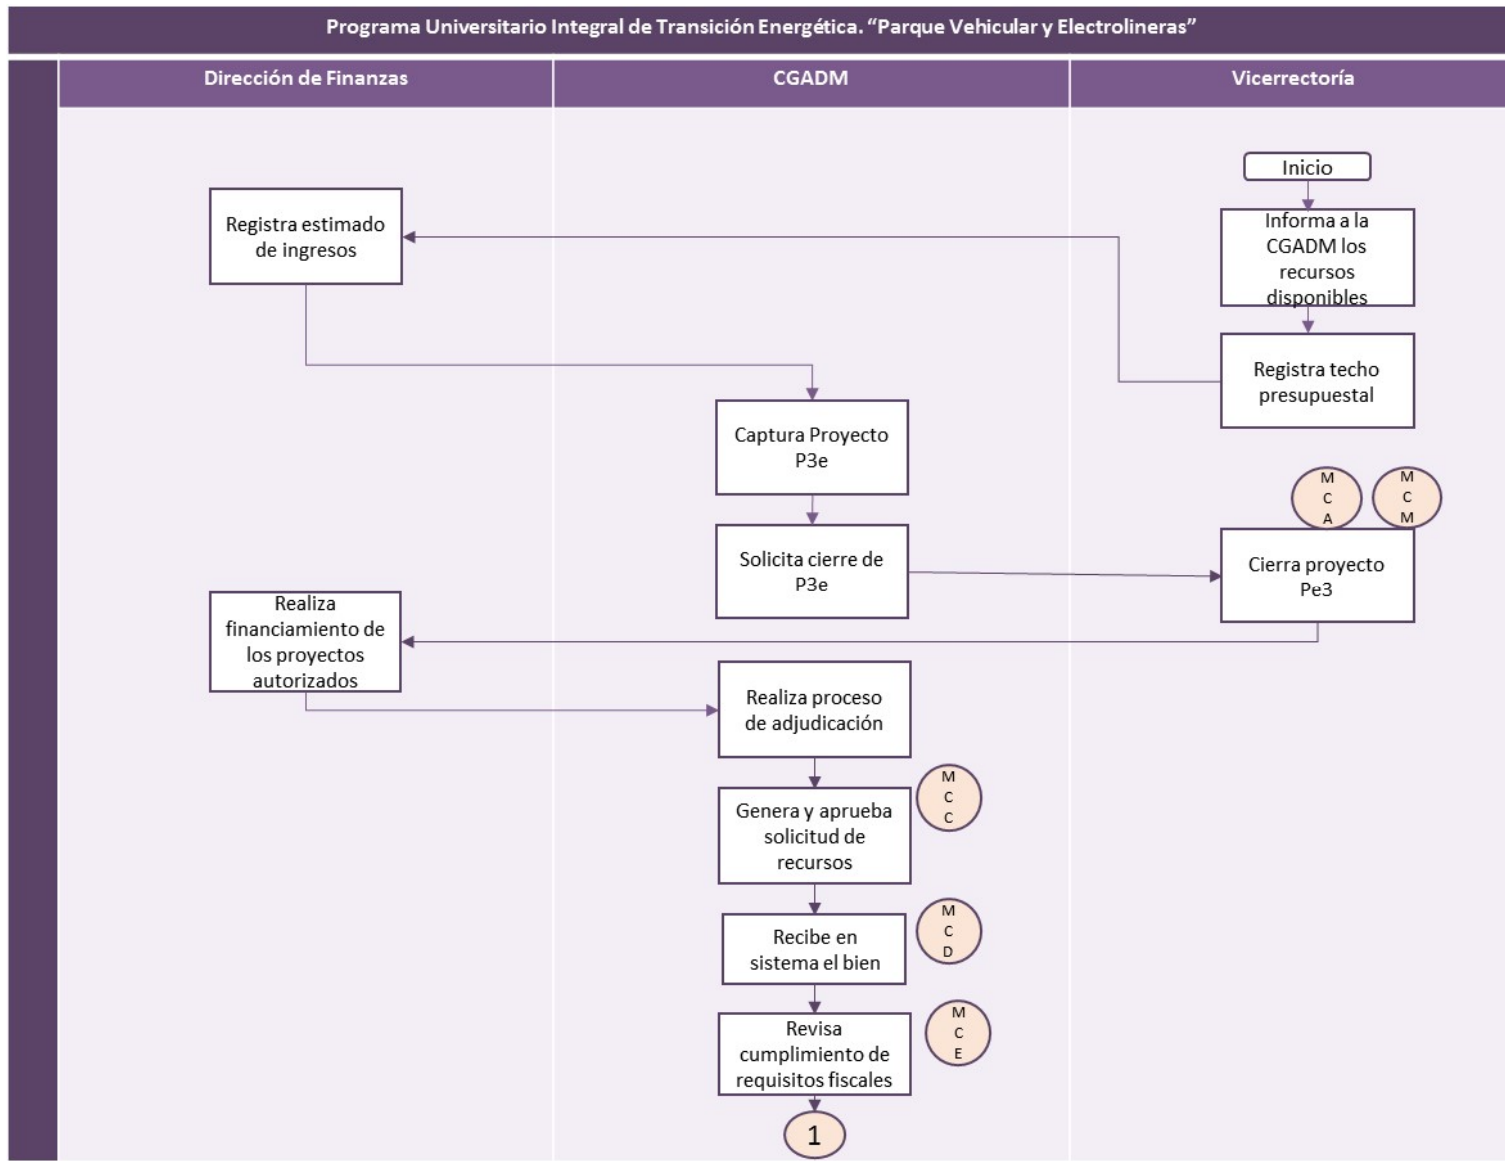 Programa Universitario Integral de Transición Energética. “Parque Vehicular y Electrolineras”
Dirección de Finanzas
CGADM
Vicerrectoría
Inicio
Informa a la
CGADM los
recursos
disponibles
Registra techo
presupuestal
Registra estimado
de ingresos
Captura Proyecto
P3e
Solicita cierre de
P3e
M
C
A
M
C
M
Cierra proyecto
Pe3
Realiza
financiamiento de
los proyectos
autorizados
Realiza proceso
de adjudicación
Genera y aprueba
solicitud de
recursos
M
C
C
Recibe en
sistema el bien
M
C
D
Revisa
cumplimiento de
requisitos fiscales
M
C
E
1